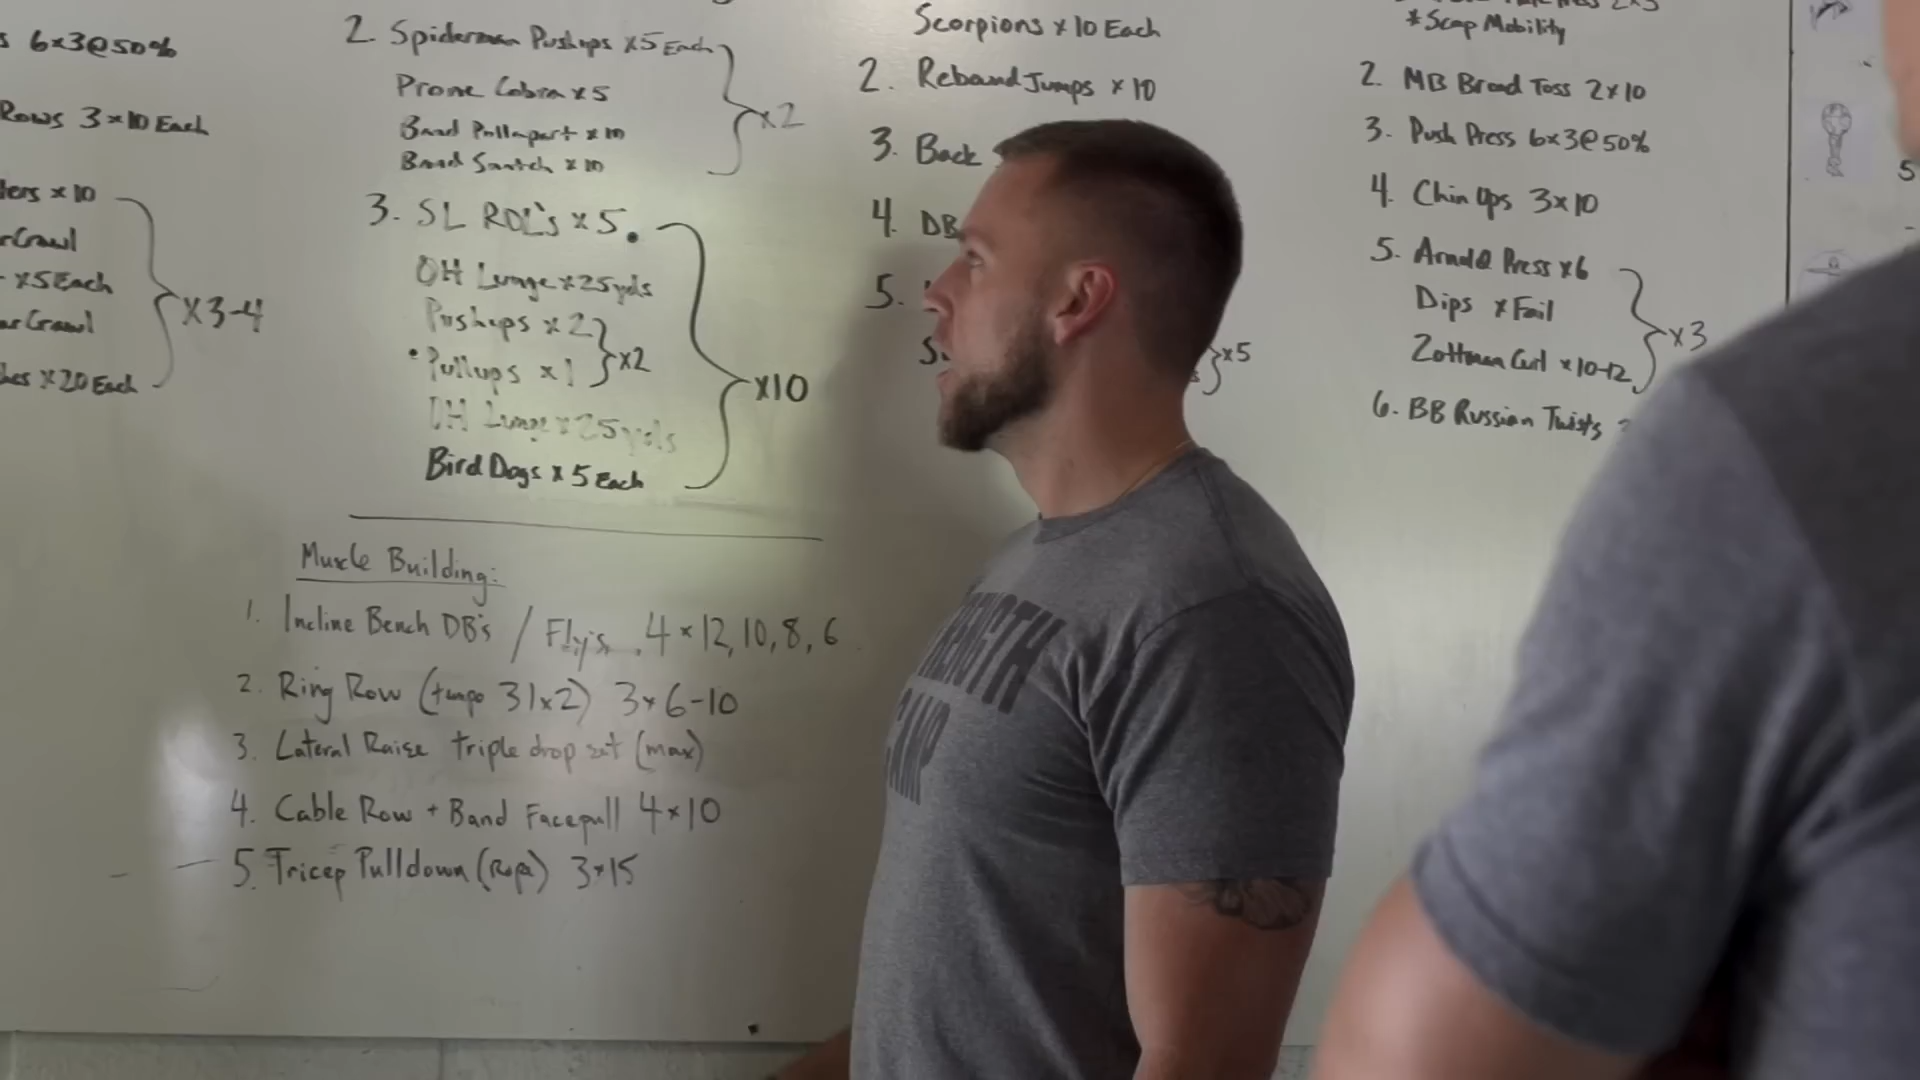 6x3@50%
Rows 3x10 Each
x10
Crawl
x5 Each
Crawl
x20 Each
x3-4
2. Spiderman Pushups x5 Each
Prone Cobra x5
Band Pullapart x10
Band Snatch x10
x2
3. SL RDL's x5
OH Lunge x25yds
Pushups x2
Pullups x1
x2
OH Lunge x25yds
Bird Dogs x5 Each
x10
Muscle Building:
1. Incline Bench DB's / Fly's 4x12,10,8,6
2. Ring Row (tempo 31x2) 3x6-10
3. Lateral Raise triple drop set (max)
4. Cable Row + Band Facepull 4x10
5. Tricep Pulldown (Rope) 3x15
Scorpions x10 Each
2. Rebound Jumps x10
3. Back
4. DB
5.
x5
*Scap Mobility
2. MB Broad Toss 2x10
3. Push Press 6x3@50%
4. Chin Ups 3x10
5. Arnold Press x6
Dips x Fail
Zottman Curl x10-12
x3
6. BB Russian Twists
5
CAMP